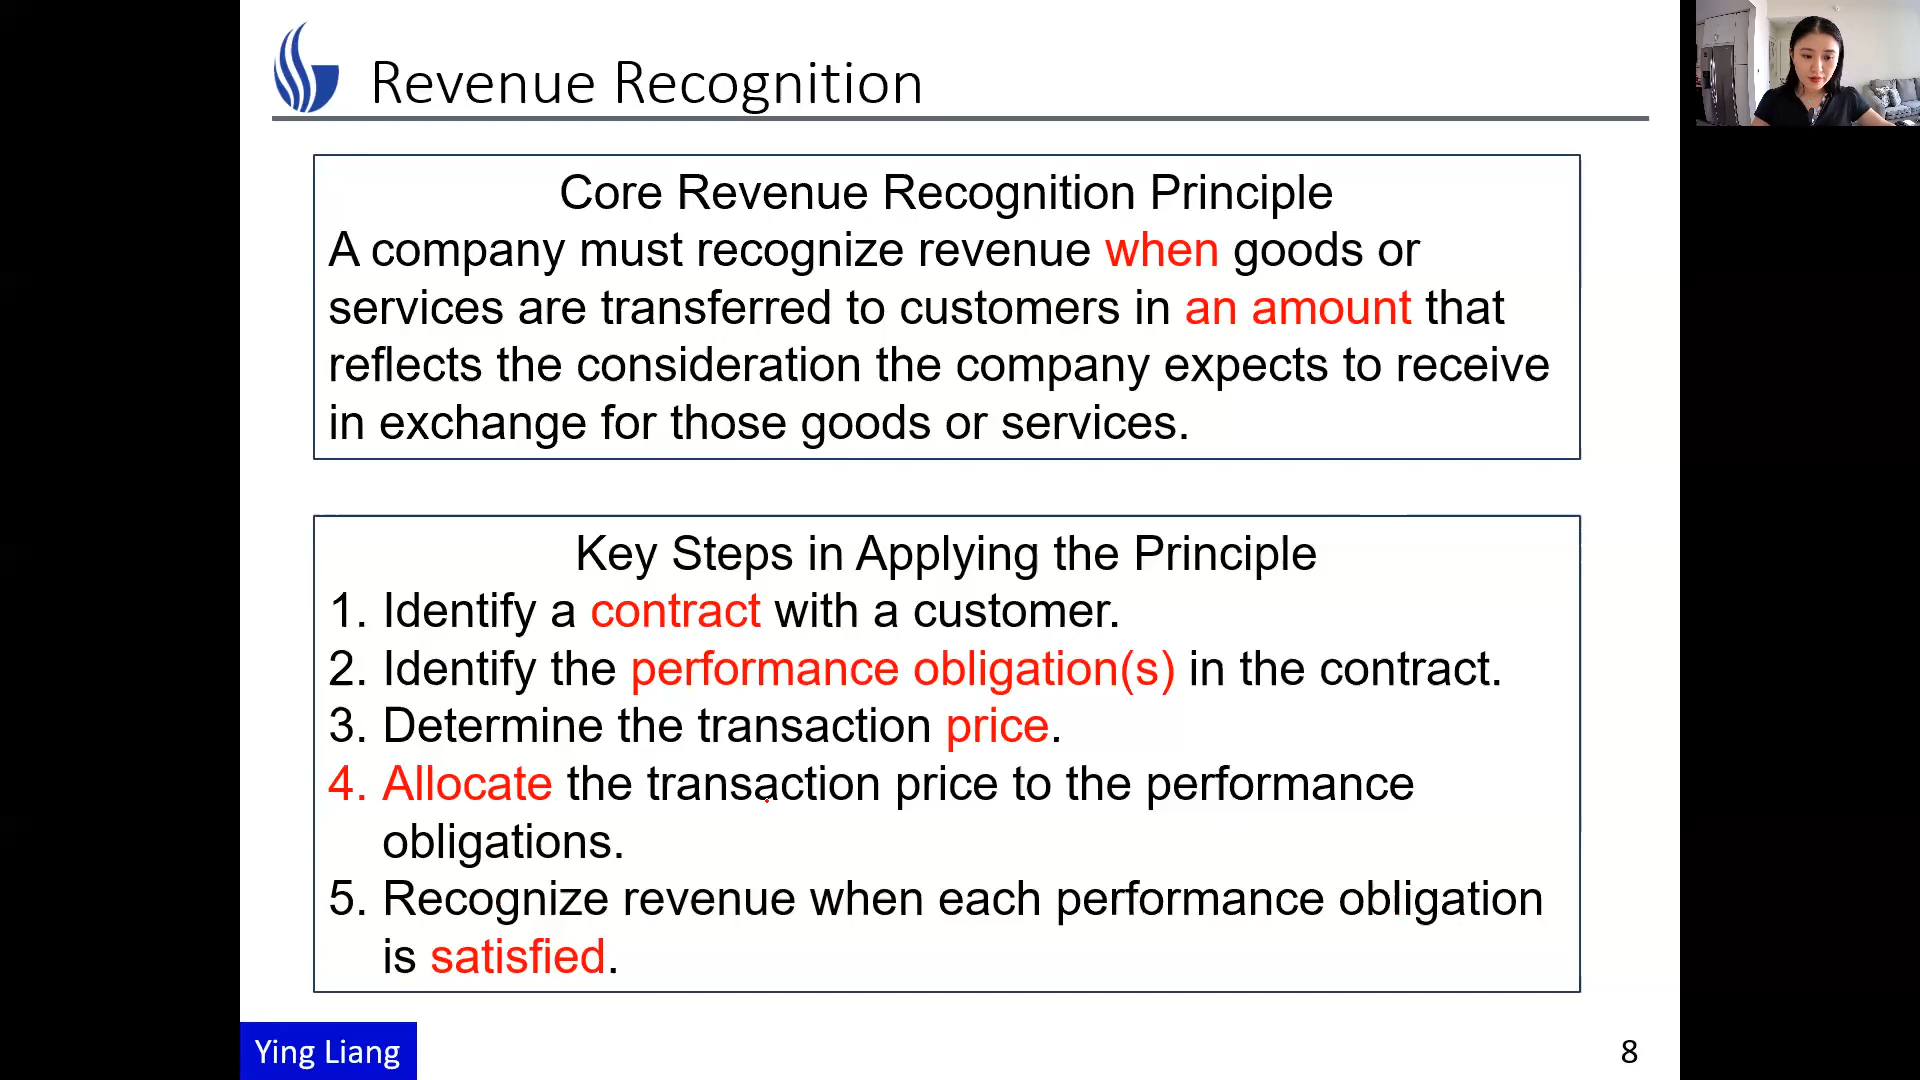 Revenue Recognition
Core Revenue Recognition Principle
A company must recognize revenue when goods or
services are transferred to customers in an amount that
reflects the consideration the company expects to receive
in exchange for those goods or services.
Key Steps in Applying the Principle
1. Identify a contract with a customer.
2. Identify the performance obligation(s) in the contract.
3. Determine the transaction price.
4. Allocate the transaction price to the performance
obligations.
5. Recognize revenue when each performance obligation
is satisfied.
Ying Liang
8